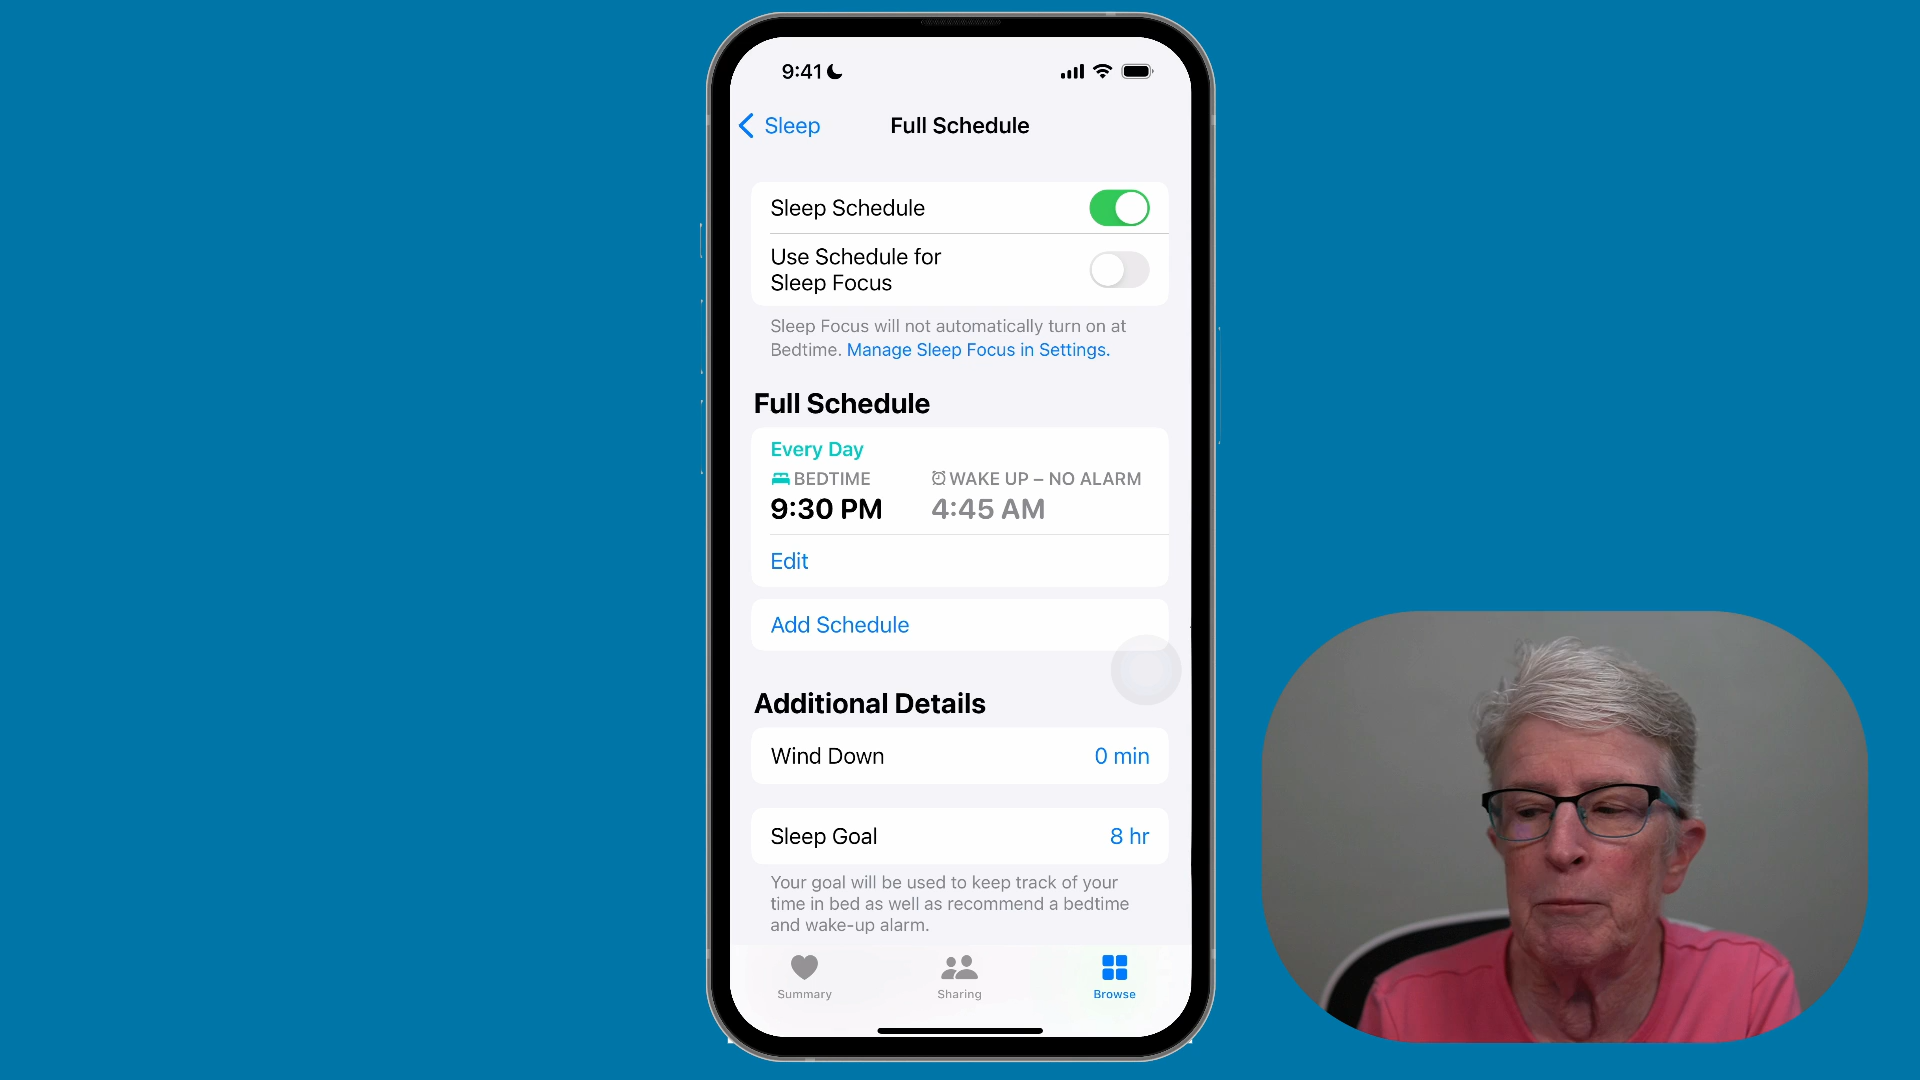 9:41
Sleep
Full Schedule
Sleep Schedule
Use Schedule for
Sleep Focus
Sleep Focus will not automatically turn on at
Bedtime. Manage Sleep Focus in Settings.
Full Schedule
Every Day
BEDTIME
WAKE UP – NO ALARM
9:30 PM
4:45 AM
Edit
Add Schedule
Additional Details
Wind Down
0 min
Sleep Goal
8 hr
Your goal will be used to keep track of your
time in bed as well as recommend a bedtime
and wake-up alarm.
Summary
Sharing
Browse